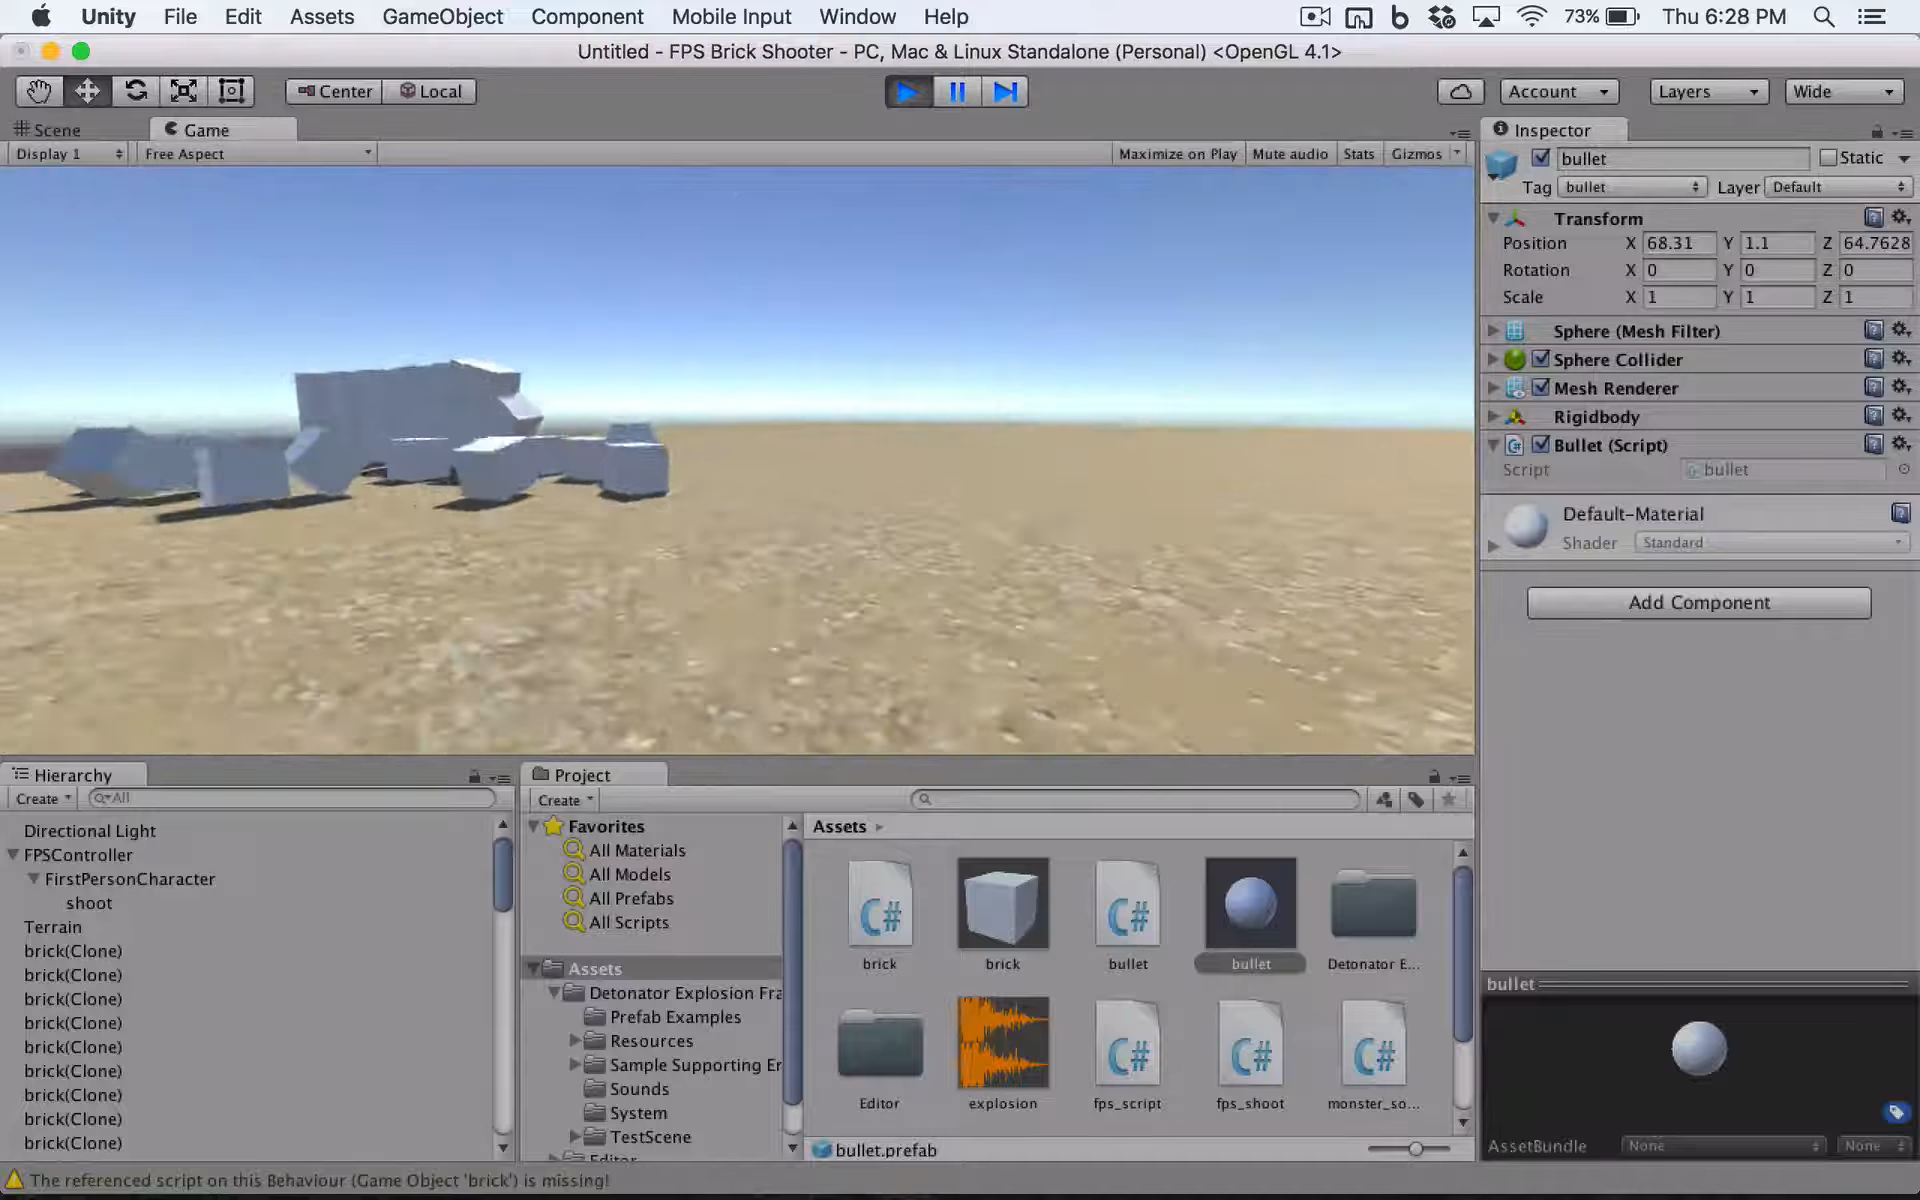 Unity File Edit Assets GameObject Component Mobile Input Window Help 73% Thu 6:28 PM
Untitled - FPS Brick Shooter - PC, Mac & Linux Standalone (Personal) <OpenGL 4.1>
Center Local Account Layers Wide
Scene Game
Display 1 Free Aspect Maximize on Play Mute audio Stats Gizmos
Inspector
bullet Static
Tag bullet Layer Default
Transform
Position X 68.31 Y 1.1 Z 64.7628
Rotation X 0 Y 0 Z 0
Scale X 1 Y 1 Z 1
Sphere (Mesh Filter)
Sphere Collider
Mesh Renderer
Rigidbody
Bullet (Script)
Script bullet
Default-Material
Shader Standard
Add Component
Hierarchy
Create All
Directional Light
FPSController
FirstPersonCharacter
shoot
Terrain
brick(Clone)
brick(Clone)
brick(Clone)
brick(Clone)
brick(Clone)
brick(Clone)
brick(Clone)
brick(Clone)
brick(Clone)
Project
Create
Favorites
All Materials
All Models
All Prefabs
All Scripts
Assets
Detonator Explosion Fra
Prefab Examples
Resources
Sample Supporting Er
Sounds
System
TestScene
Editor
Assets
brick brick bullet bullet Detonator E...
Editor explosion fps_script fps_shoot monster_so...
bullet.prefab
bullet
AssetBundle None None
The referenced script on this Behaviour (Game Object 'brick') is missing!